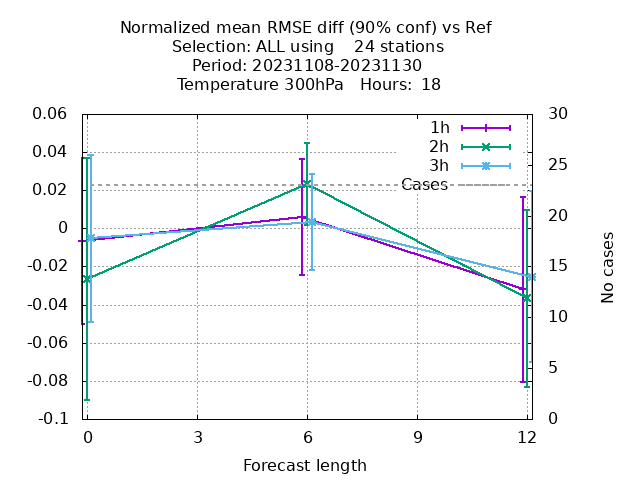 Normalized mean RMSE diff (90% conf) vs Ref
Selection: ALL using    24 stations
Period: 20231108-20231130
Temperature 300hPa   Hours:  18
0.06
0.04
0.02
0
-0.02
-0.04
-0.06
-0.08
-0.1
30
25
20
15
10
5
0
1h
2h
3h
Cases
No cases
0 3 6 9 12
Forecast length